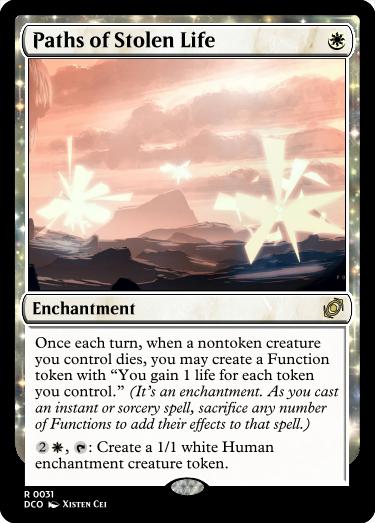 Paths of Stolen Life
Enchantment
Once each turn, when a nontoken creature
you control dies, you may create a Function
token with “You gain 1 life for each token
you control.” (It’s an enchantment. As you cast
an instant or sorcery spell, sacrifice any number
of Functions to add their effects to that spell.)
2, : Create a 1/1 white Human
enchantment creature token.
R 0031
DCO Xisten Cei